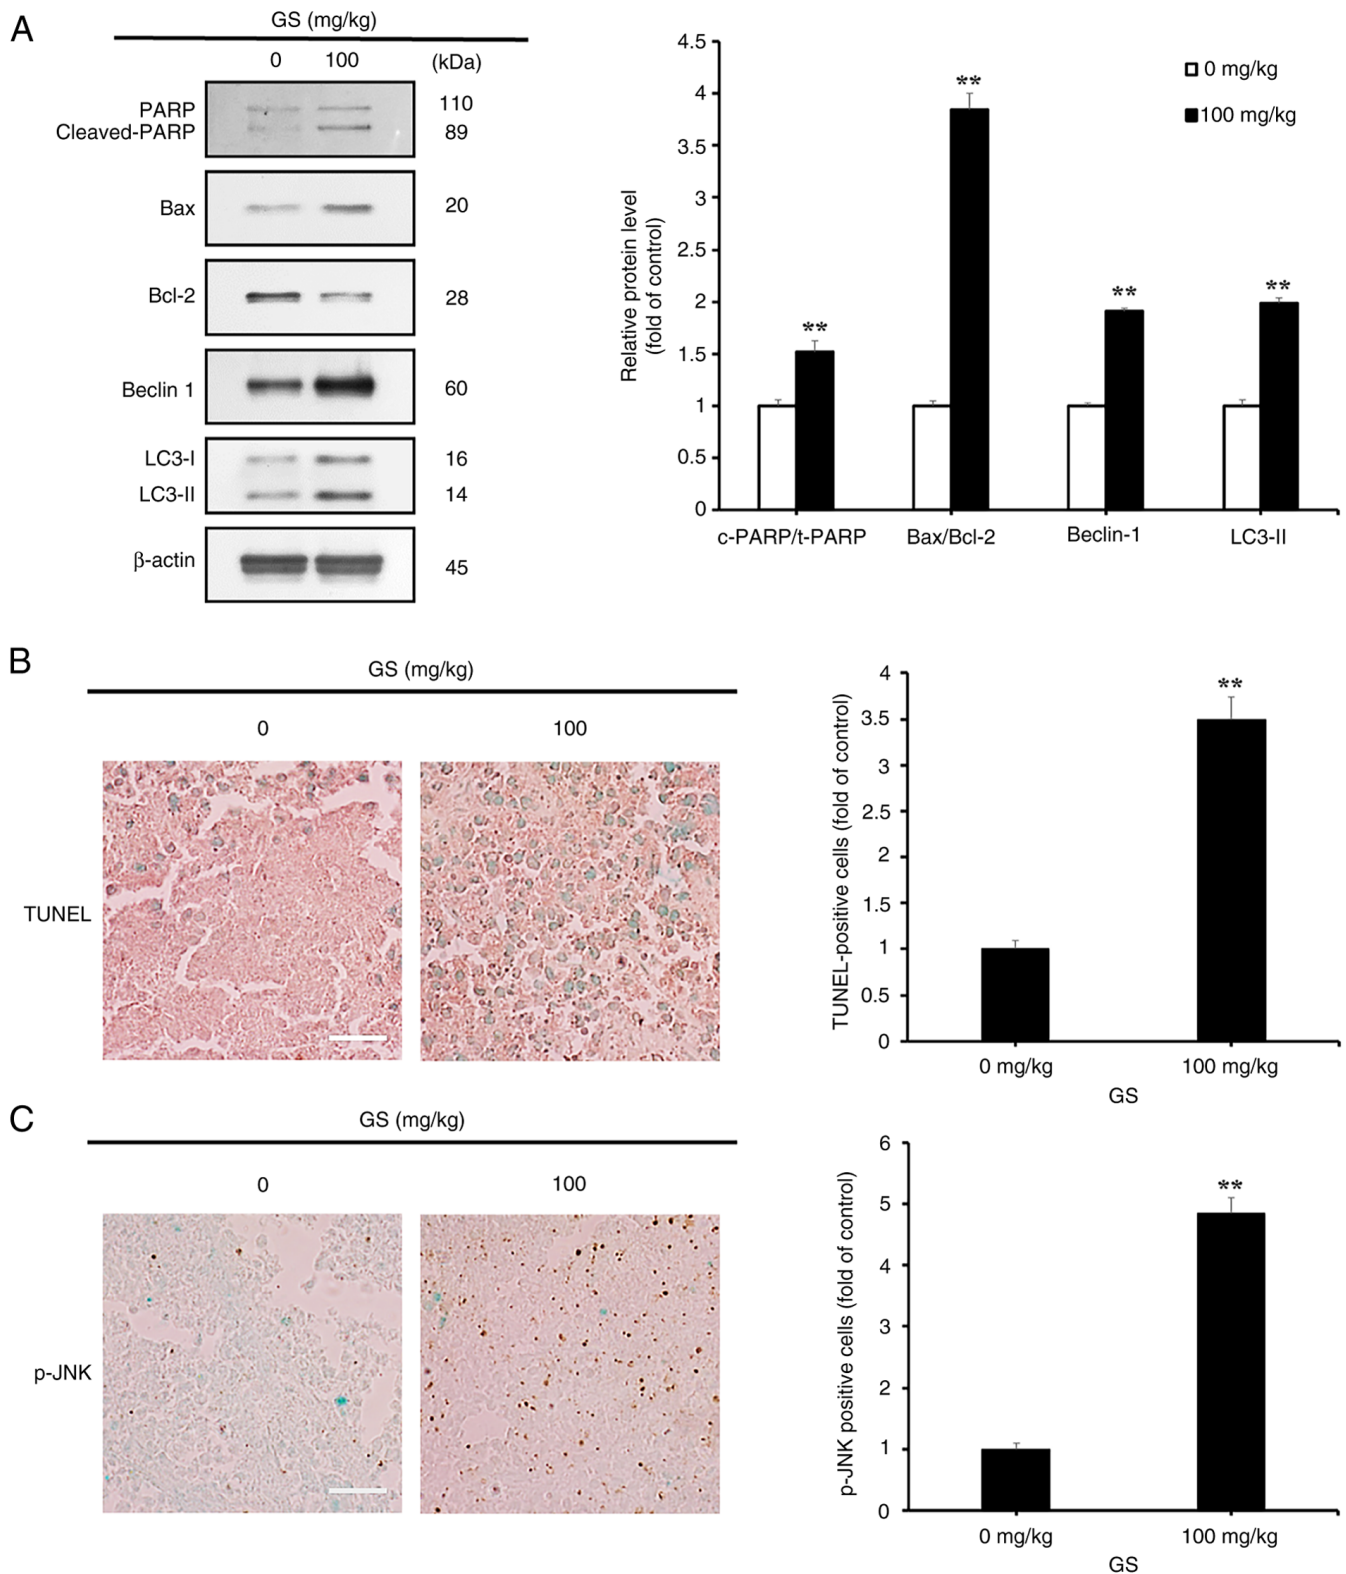 A
GS (mg/kg)
0 100 (kDa)
PARP 110
Cleaved-PARP 89
Bax 20
Bcl-2 28
Beclin 1 60
LC3-I 16
LC3-II 14
β-actin 45
Relative protein level
(fold of control)
4.5
4
3.5
3
2.5
2
1.5
1
0.5
0
0 mg/kg
100 mg/kg
**
**
**
**
c-PARP/t-PARP Bax/Bcl-2 Beclin-1 LC3-II
B
GS (mg/kg)
0 100
TUNEL
TUNEL-positive cells (fold of control)
4
3.5
3
2.5
2
1.5
1
0.5
0
**
0 mg/kg 100 mg/kg
GS
C
GS (mg/kg)
0 100
p-JNK
p-JNK positive cells (fold of control)
6
5
4
3
2
1
0
**
0 mg/kg 100 mg/kg
GS